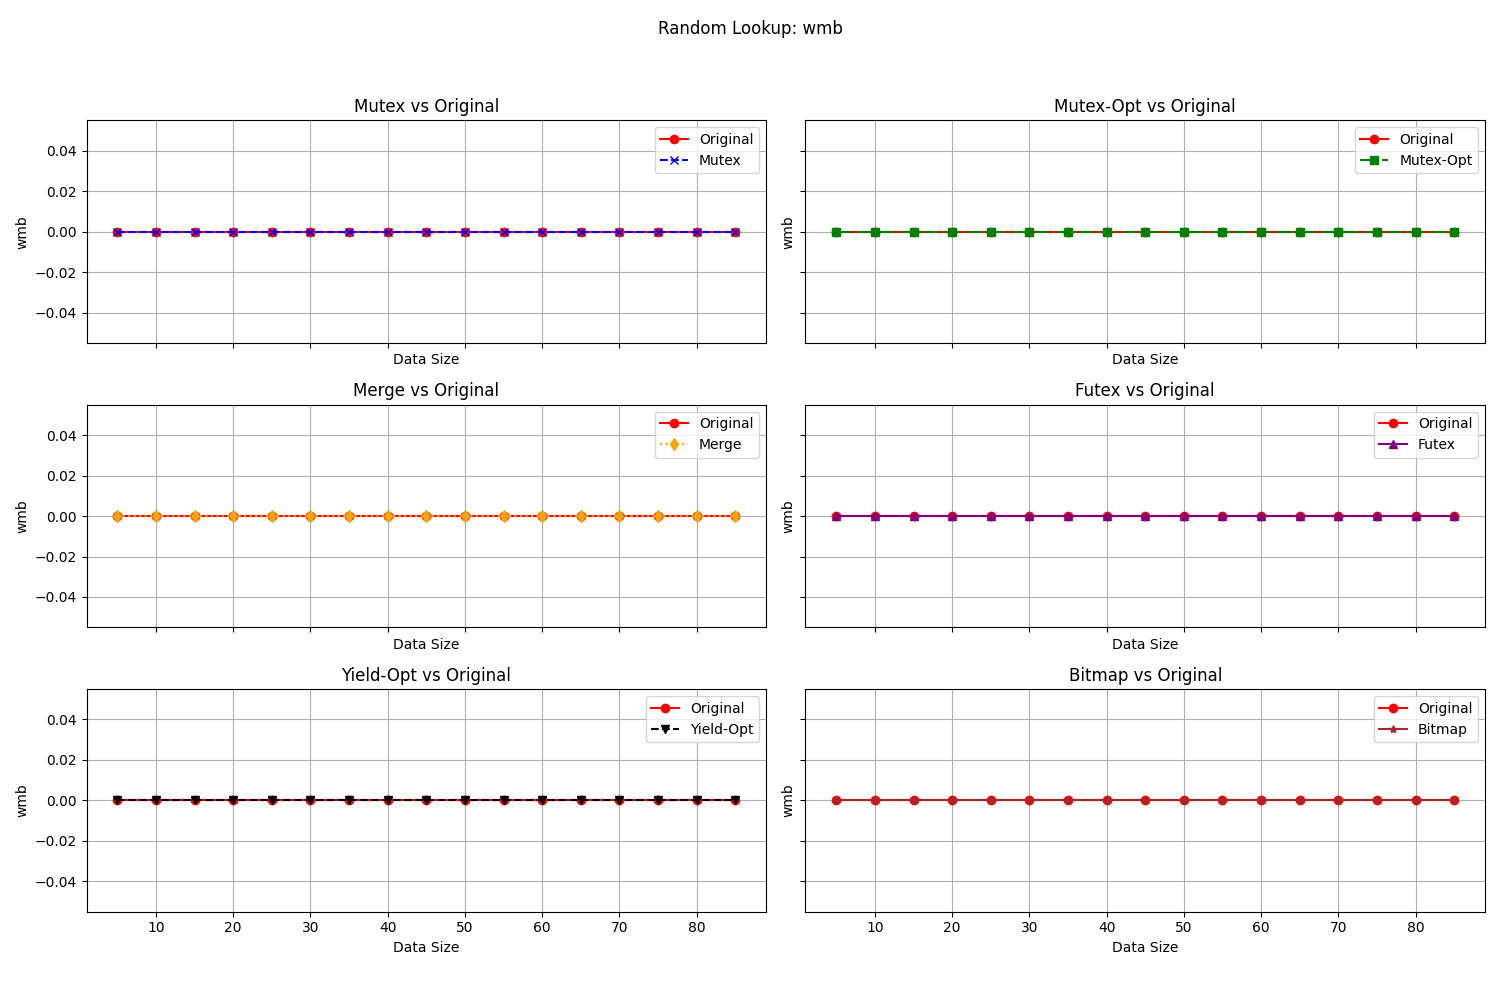 Random Lookup: wmb
Mutex vs Original
Original
Mutex
0.04
0.02
0.00
−0.02
−0.04
wmb
Data Size
Mutex-Opt vs Original
Original
Mutex-Opt
wmb
Data Size
Merge vs Original
Original
Merge
0.04
0.02
0.00
−0.02
−0.04
wmb
Data Size
Futex vs Original
Original
Futex
wmb
Data Size
Yield-Opt vs Original
Original
Yield-Opt
0.04
0.02
0.00
−0.02
−0.04
wmb
10 20 30 40 50 60 70 80
Data Size
Bitmap vs Original
Original
Bitmap
wmb
10 20 30 40 50 60 70 80
Data Size